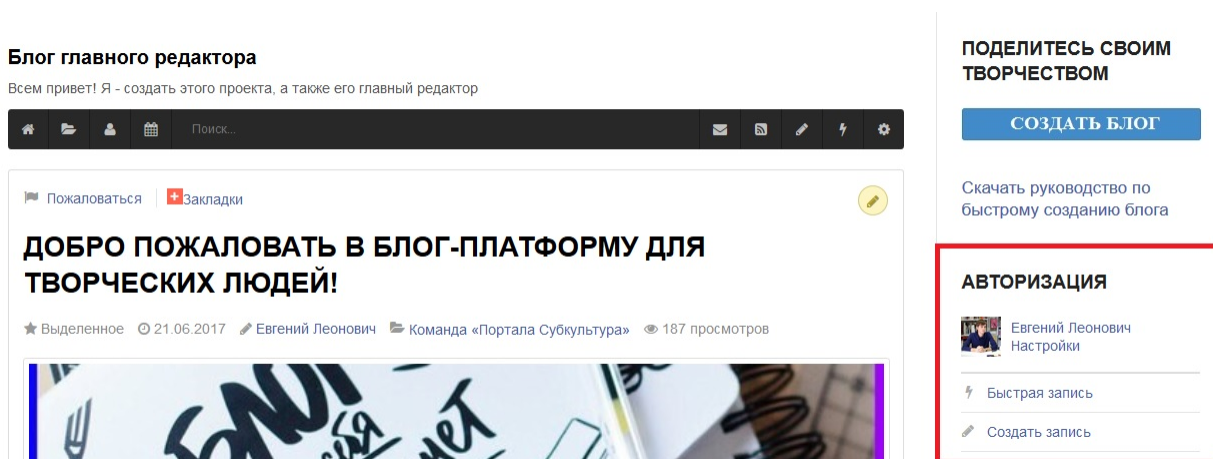 Блог главного редактора
Всем привет! Я - создать этого проекта, а также его главный редактор
Поиск...
Пожаловаться
Закладки
ДОБРО ПОЖАЛОВАТЬ В БЛОГ-ПЛАТФОРМУ ДЛЯ
ТВОРЧЕСКИХ ЛЮДЕЙ!
Выделенное 21.06.2017 Евгений Леонович Команда «Портала Субкультура» 187 просмотров
БЛОГ
ПОДЕЛИТЕСЬ СВОИМ
ТВОРЧЕСТВОМ
СОЗДАТЬ БЛОГ
Скачать руководство по
быстрому созданию блога
АВТОРИЗАЦИЯ
Евгений Леонович
Настройки
Быстрая запись
Создать запись